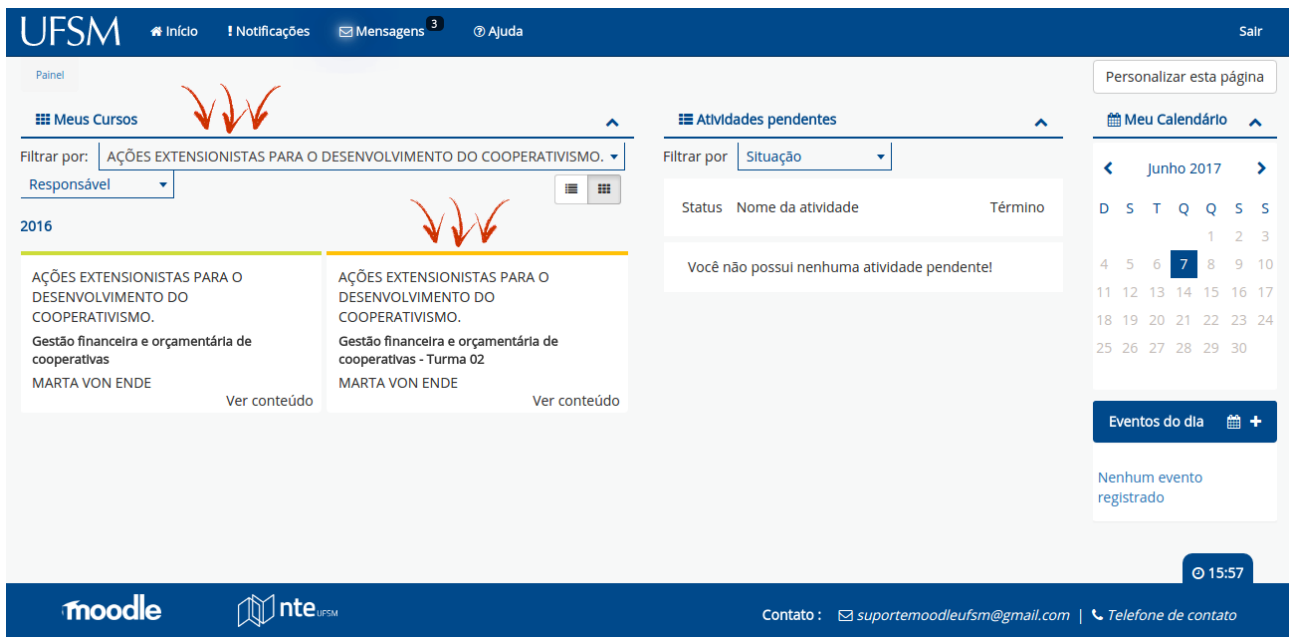 UFSM Início ! Notificações Mensagens 3 Ajuda Sair
Painel
Personalizar esta página
Meus Cursos
Filtrar por: AÇÕES EXTENSIONISTAS PARA O DESENVOLVIMENTO DO COOPERATIVISMO.
Responsável
2016
AÇÕES EXTENSIONISTAS PARA O
DESENVOLVIMENTO DO
COOPERATIVISMO.
Gestão financeira e orçamentária de
cooperativas
MARTA VON ENDE
Ver conteúdo
AÇÕES EXTENSIONISTAS PARA O
DESENVOLVIMENTO DO
COOPERATIVISMO.
Gestão financeira e orçamentária de
cooperativas - Turma 02
MARTA VON ENDE
Ver conteúdo
Atividades pendentes
Filtrar por Situação
Status Nome da atividade Término
Você não possui nenhuma atividade pendente!
Meu Calendário
Junho 2017
D S T Q Q S S
1 2 3
4 5 6 7 8 9 10
11 12 13 14 15 16 17
18 19 20 21 22 23 24
25 26 27 28 29 30
Eventos do dia +
Nenhum evento
registrado
15:57
moodle nte UFSM Contato : suportemoodleufsm@gmail.com | Telefone de contato